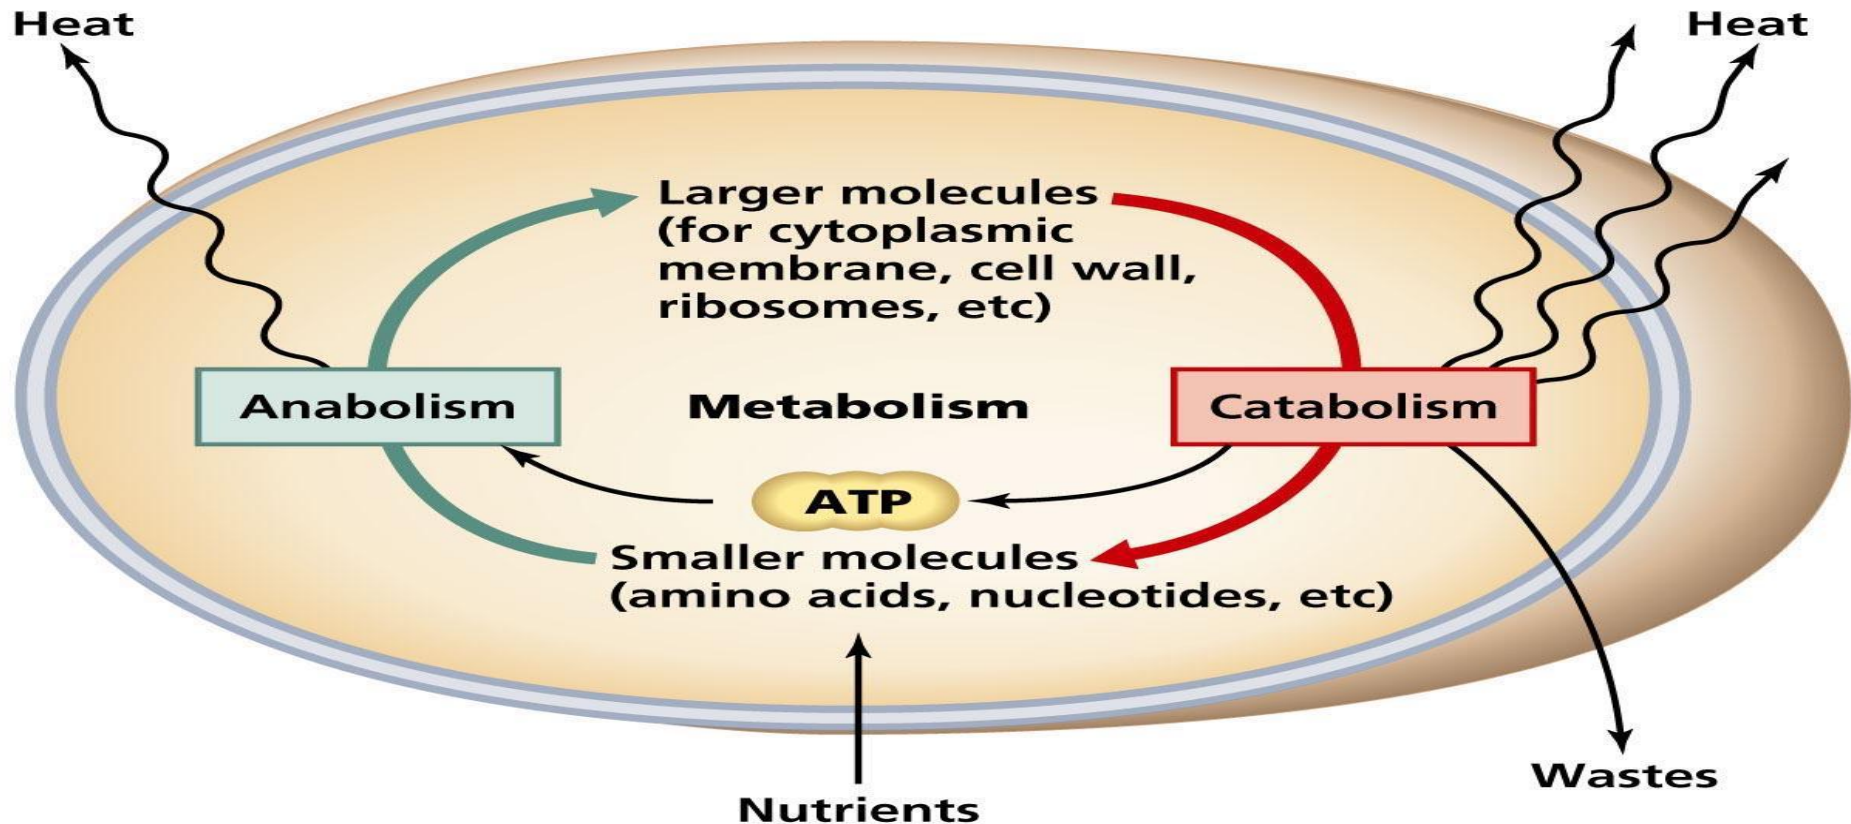 Heat
Heat
Larger molecules
(for cytoplasmic
membrane, cell wall,
ribosomes, etc)
Anabolism
Metabolism
Catabolism
ATP
Smaller molecules
(amino acids, nucleotides, etc)
Wastes
Nutrients